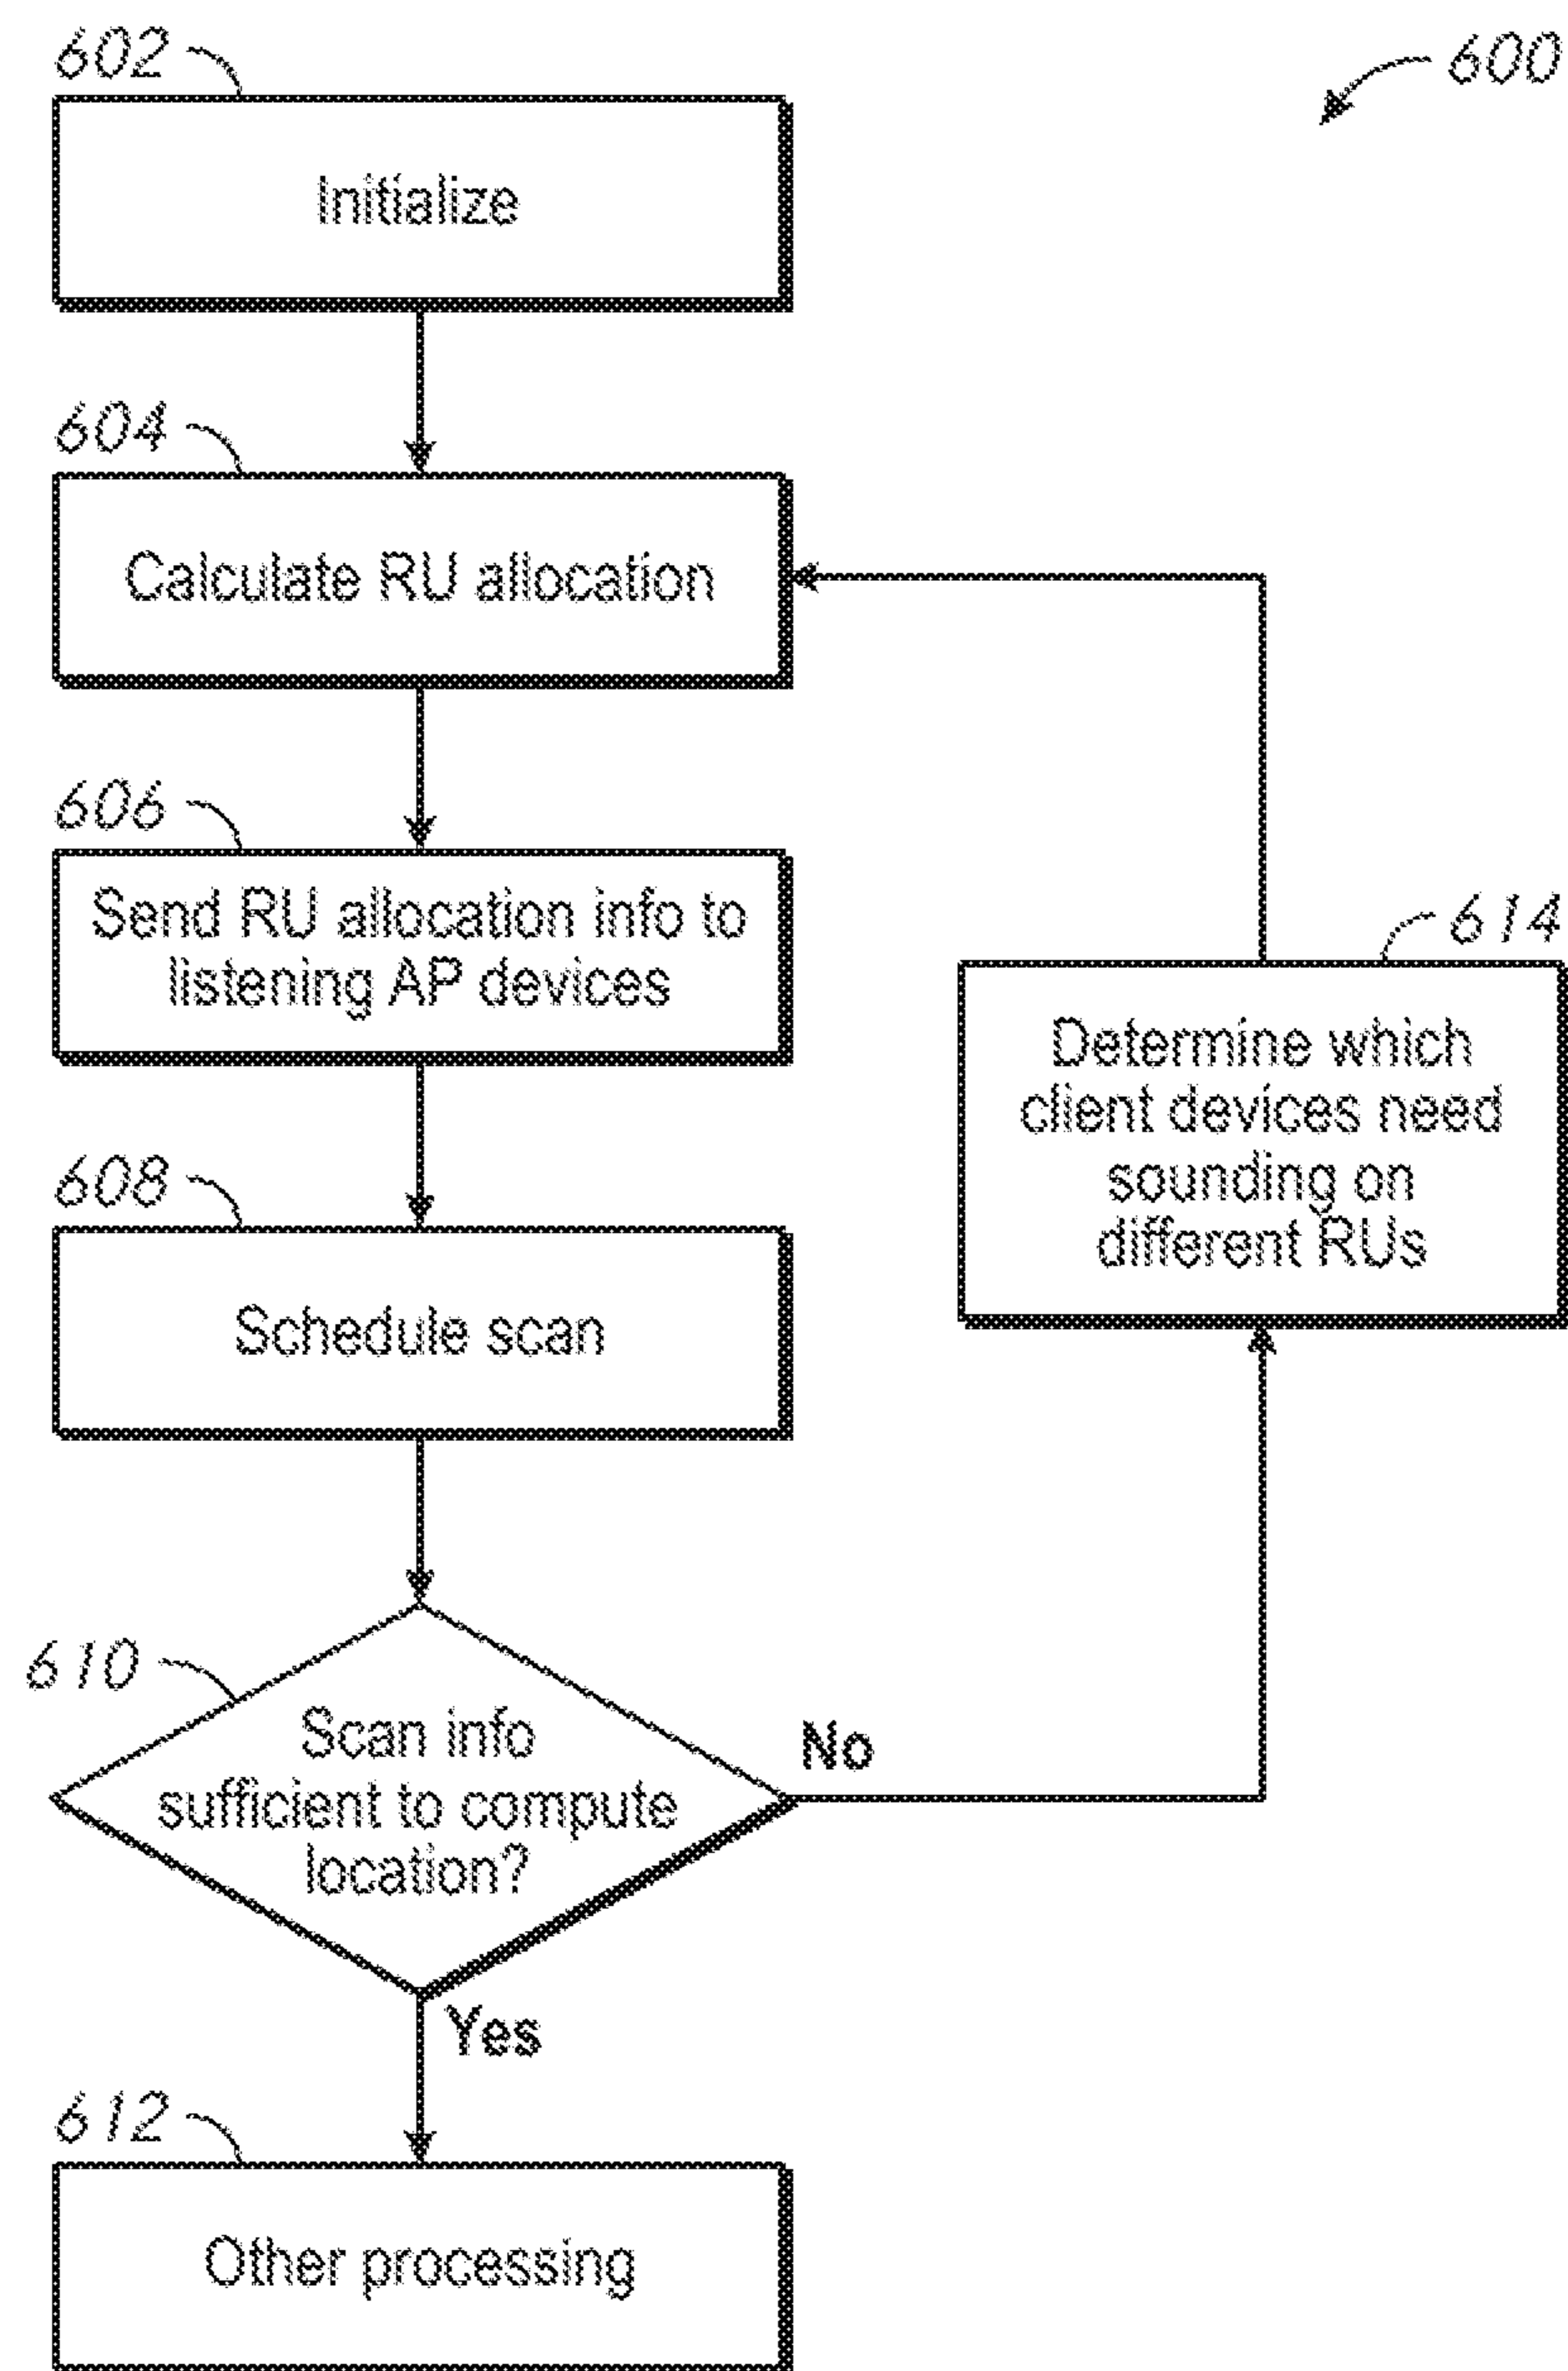 602
600
Initialize
604
Calculate RU allocation
606
Send RU allocation info to
listening AP devices
614
Determine which
client devices need
sounding on
different RUs
608
Schedule scan
610
Scan info
sufficient to compute
location?
No
Yes
612
Other processing